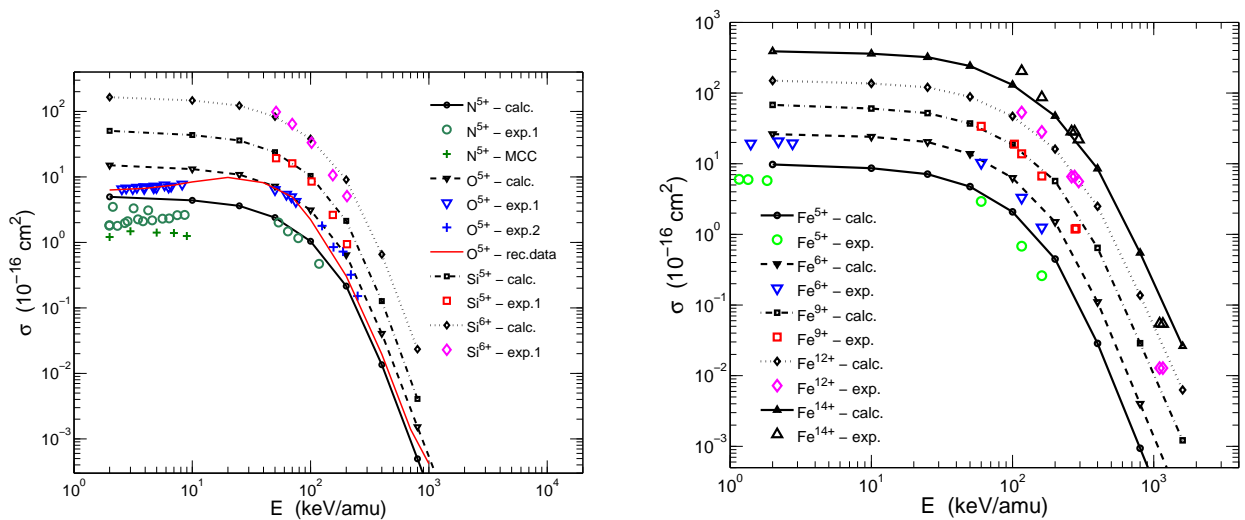 10²
10¹
10⁰
10⁻¹
10⁻²
10⁻³
σ (10⁻¹⁶ cm²)
10⁰ 10¹ 10² 10³ 10⁴
E (keV/amu)
N⁵⁺ – calc.
N⁵⁺ – exp.1
N⁵⁺ – MCC
O⁵⁺ – calc.
O⁵⁺ – exp.1
O⁵⁺ – exp.2
O⁵⁺ – rec.data
Si⁵⁺ – calc.
Si⁵⁺ – exp.1
Si⁶⁺ – calc.
Si⁶⁺ – exp.1
10³
10²
10¹
10⁰
10⁻¹
10⁻²
10⁻³
σ (10⁻¹⁶ cm²)
10⁰ 10¹ 10² 10³
E (keV/amu)
Fe⁵⁺ – calc.
Fe⁵⁺ – exp.
Fe⁶⁺ – calc.
Fe⁶⁺ – exp.
Fe⁹⁺ – calc.
Fe⁹⁺ – exp.
Fe¹²⁺ – calc.
Fe¹²⁺ – exp.
Fe¹⁴⁺ – calc.
Fe¹⁴⁺ – exp.